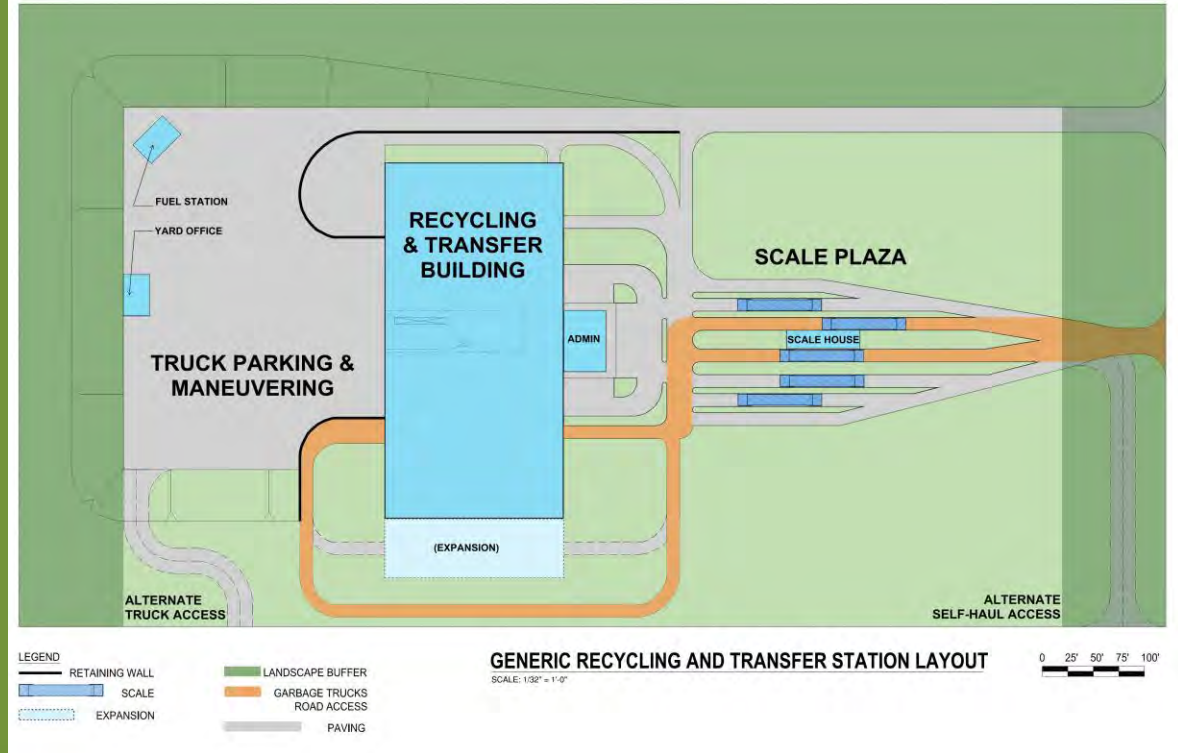 FUEL STATION
YARD OFFICE
RECYCLING
& TRANSFER
BUILDING
SCALE PLAZA
ADMIN
SCALE HOUSE
TRUCK PARKING &
MANEUVERING
(EXPANSION)
ALTERNATE
TRUCK ACCESS
ALTERNATE
SELF-HAUL ACCESS
LEGEND
RETAINING WALL
SCALE
EXPANSION
LANDSCAPE BUFFER
GARBAGE TRUCKS
ROAD ACCESS
PAVING
GENERIC RECYCLING AND TRANSFER STATION LAYOUT
SCALE: 1/32" = 1'-0"
0 25' 50' 75' 100'